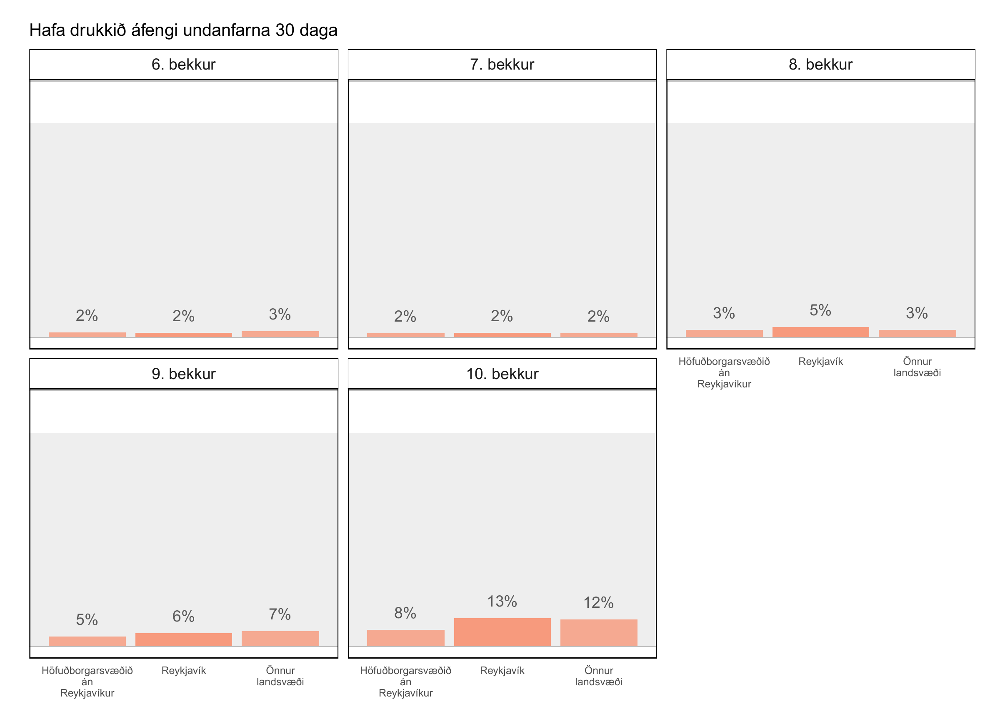 Hafa drukkið áfengi undanfarna 30 daga
6. bekkur
2%
2%
3%
7. bekkur
2%
2%
2%
8. bekkur
3%
5%
3%
Höfuðborgarsvæðið
án
Reykjavíkur
Reykjavík
Önnur
landsvæði
9. bekkur
5%
6%
7%
Höfuðborgarsvæðið
án
Reykjavíkur
Reykjavík
Önnur
landsvæði
10. bekkur
8%
13%
12%
Höfuðborgarsvæðið
án
Reykjavíkur
Reykjavík
Önnur
landsvæði